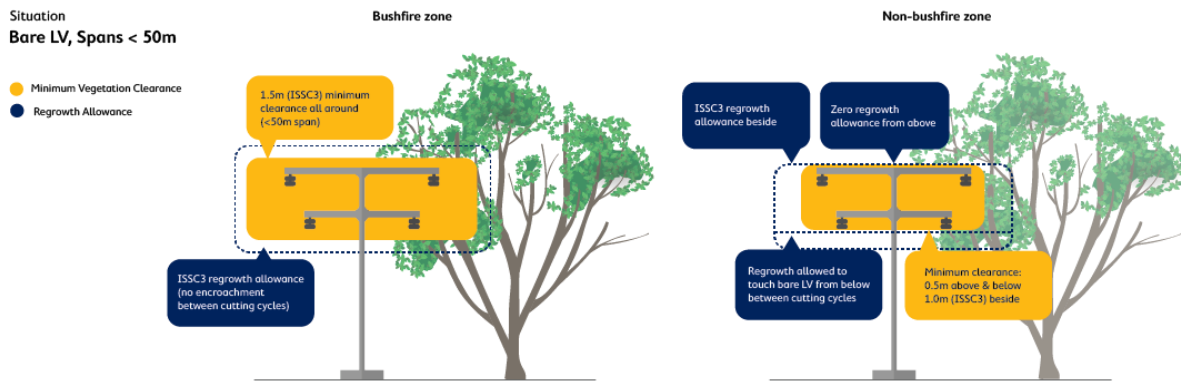 Situation
Bare LV, Spans < 50m
Minimum Vegetation Clearance
Regrowth Allowance
Bushfire zone
1.5m (ISSC3) minimum
clearance all around
(<50m span)
ISSC3 regrowth allowance
(no encroachment
between cutting cycles)
Non-bushfire zone
ISSC3 regrowth
allowance beside
Zero regrowth
allowance from above
Regrowth allowed to
touch bare LV from below
between cutting cycles
Minimum clearance:
0.5m above & below
1.0m (ISSC3) beside